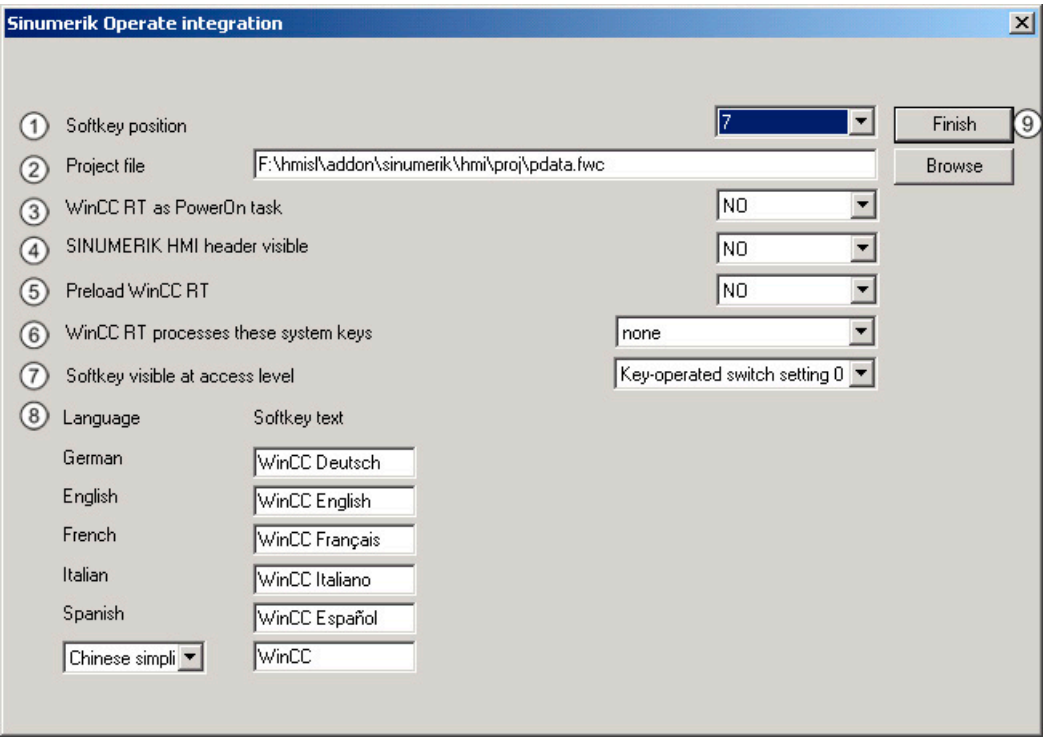 Sinumerik Operate integration
1 Softkey position 7 Finish 9
2 Project file F:\hmisl\addon\sinumerik\hmi\proj\pdata.fwc Browse
3 WinCC RT as PowerOn task NO
4 SINUMERIK HMI header visible NO
5 Preload WinCC RT NO
6 WinCC RT processes these system keys none
7 Softkey visible at access level Key-operated switch setting 0
8 Language Softkey text
German WinCC Deutsch
English WinCC English
French WinCC Français
Italian WinCC Italiano
Spanish WinCC Español
Chinese simpli WinCC